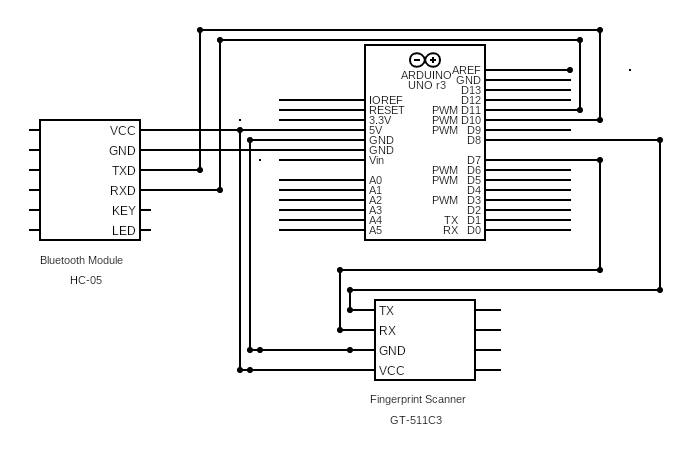 ARDUINO
UNO r3
AREF
GND
D13
D12
IOREF
RESET PWM D11
3.3V PWM D10
5V PWM D9
GND D8
GND
Vin D7
PWM D6
A0 PWM D5
A1 D4
A2 PWM D3
A3 D2
A4 TX D1
A5 RX D0
VCC
GND
TXD
RXD
KEY
LED
Bluetooth Module
HC-05
TX
RX
GND
VCC
Fingerprint Scanner
GT-511C3